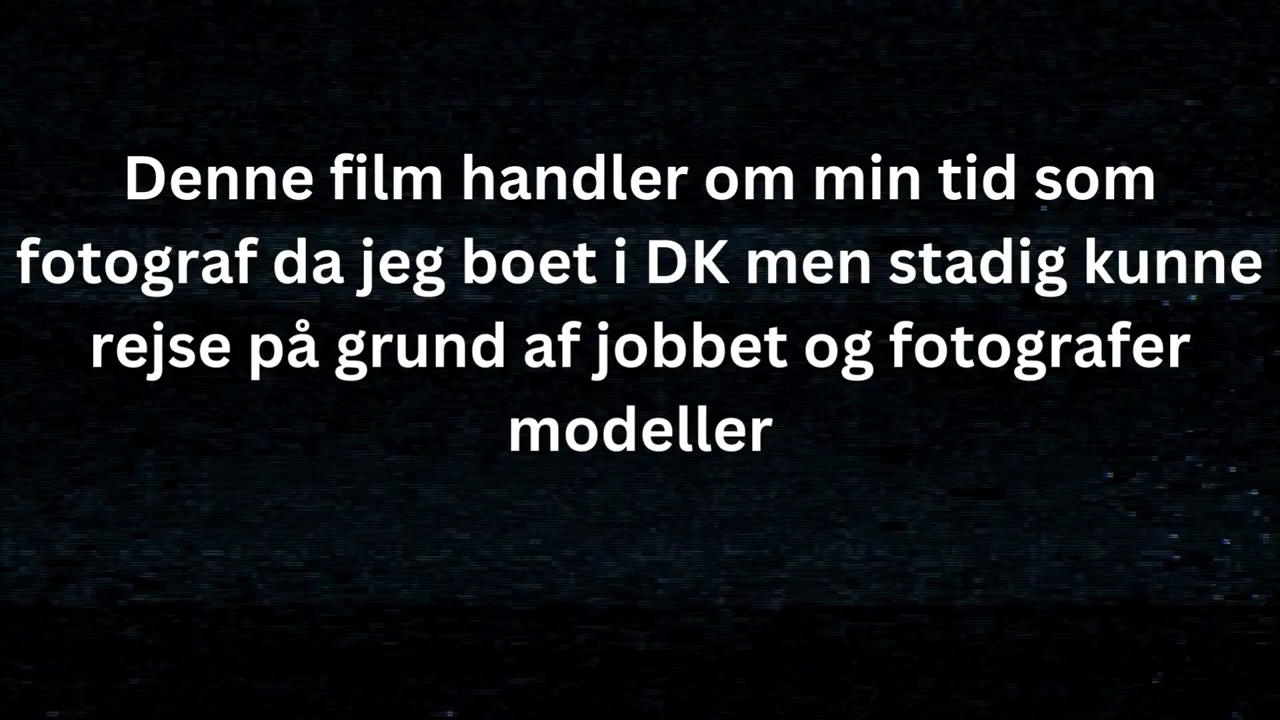 Denne film handler om min tid som
fotograf da jeg boet i DK men stadig kunne
rejse på grund af jobbet og fotografer
modeller